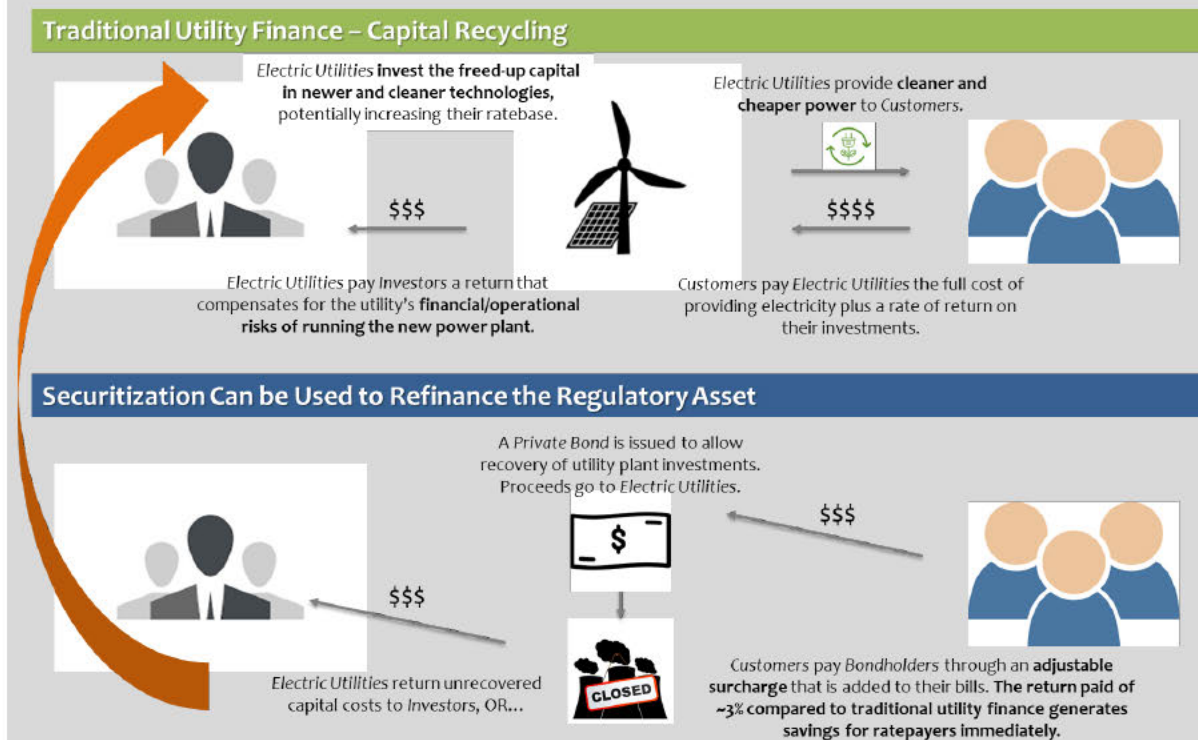 Traditional Utility Finance – Capital Recycling
Electric Utilities invest the freed-up capital
in newer and cleaner technologies,
potentially increasing their ratebase.
Electric Utilities provide cleaner and
cheaper power to Customers.
$$$
$$$$
Electric Utilities pay Investors a return that
compensates for the utility's financial/operational
risks of running the new power plant.
Customers pay Electric Utilities the full cost of
providing electricity plus a rate of return on
their investments.
Securitization Can be Used to Refinance the Regulatory Asset
A Private Bond is issued to allow
recovery of utility plant investments.
Proceeds go to Electric Utilities.
$$$
$
$$$
CLOSED
Electric Utilities return unrecovered
capital costs to Investors, OR...
Customers pay Bondholders through an adjustable
surcharge that is added to their bills. The return paid of
~3% compared to traditional utility finance generates
savings for ratepayers immediately.